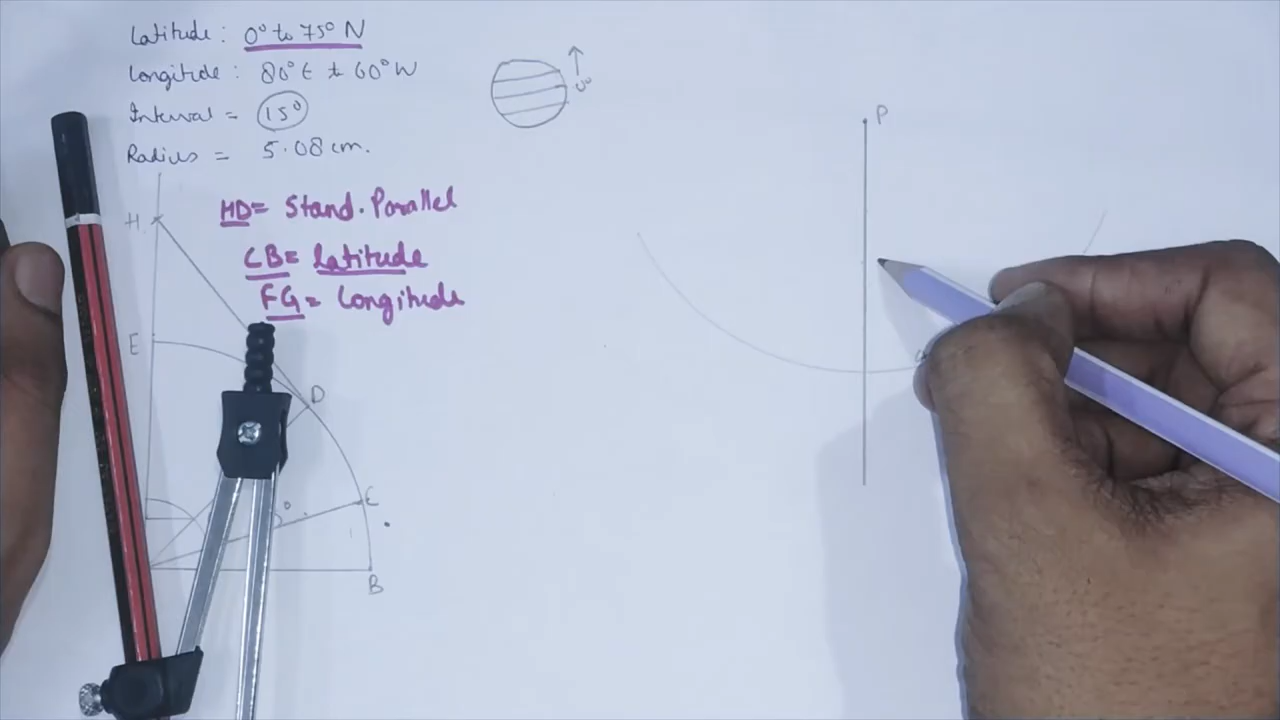 Latitude: 0° to 75° N
Longitude: 80°E to 60°W
Interval = 15°
Radius = 5.08 cm.
0°
P
H
HD = Stand. Parallel
CB = Latitude
FG = Longitude
E
D
C
B